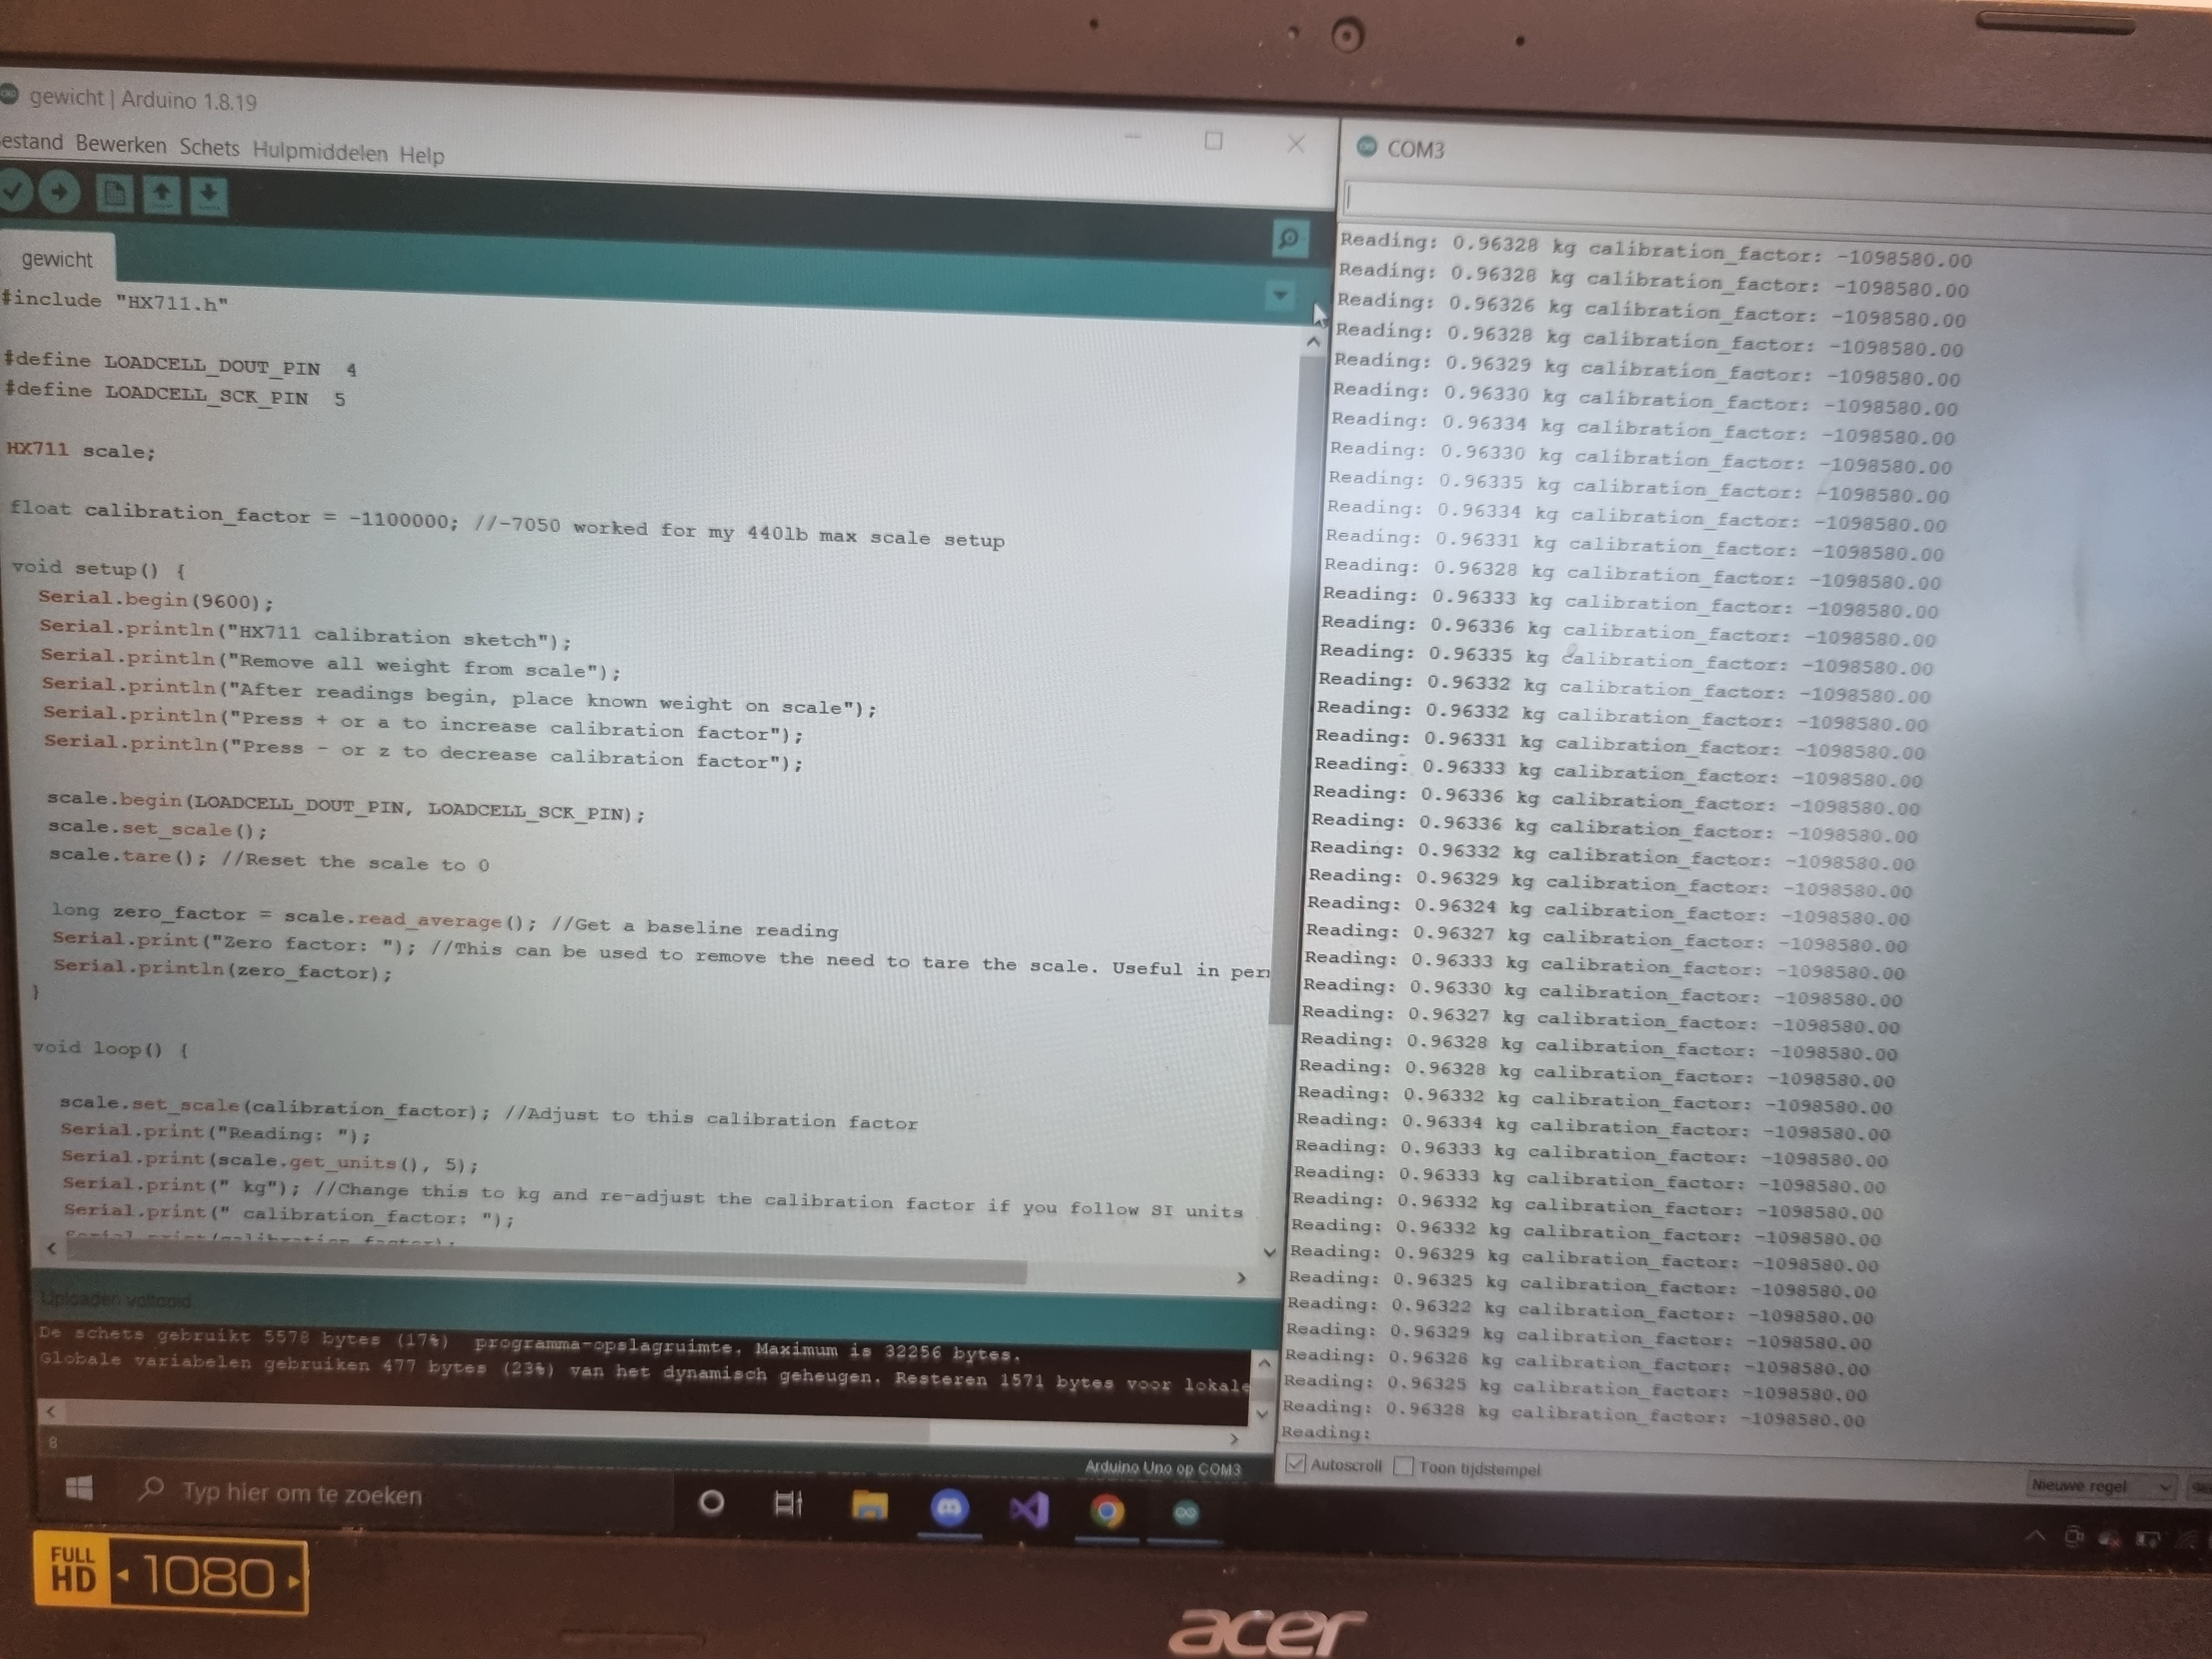 gewicht | Arduino 1.8.19
estand Bewerken Schets Hulpmiddelen Help
gewicht
#include "HX711.h"
#define LOADCELL_DOUT_PIN  4
#define LOADCELL_SCK_PIN  5
HX711 scale;
float calibration_factor = -1100000; //-7050 worked for my 440lb max scale setup
void setup() {
Serial.begin(9600);
Serial.println("HX711 calibration sketch");
Serial.println("Remove all weight from scale");
Serial.println("After readings begin, place known weight on scale");
Serial.println("Press + or a to increase calibration factor");
Serial.println("Press - or z to decrease calibration factor");
scale.begin(LOADCELL_DOUT_PIN, LOADCELL_SCK_PIN);
scale.set_scale();
scale.tare(); //Reset the scale to 0
long zero_factor = scale.read_average(); //Get a baseline reading
Serial.print("Zero factor: "); //This can be used to remove the need to tare the scale. Useful in per
Serial.println(zero_factor);
}
void loop() {
scale.set_scale(calibration_factor); //Adjust to this calibration factor
Serial.print("Reading: ");
Serial.print(scale.get_units(), 5);
Serial.print(" kg"); //Change this to kg and re-adjust the calibration factor if you follow SI units
Serial.print(" calibration_factor: ");
Serial.print(calibration_factor);
Uploaden voltooid
De schets gebruikt 5578 bytes (17%)  programma-opslagruimte. Maximum is 32256 bytes.
Globale variabelen gebruiken 477 bytes (23%) van het dynamisch geheugen. Resteren 1571 bytes voor lokale
8
Arduino Uno op COM3
COM3
Reading: 0.96328 kg calibration_factor: -1098580.00
Reading: 0.96328 kg calibration_factor: -1098580.00
Reading: 0.96326 kg calibration_factor: -1098580.00
Reading: 0.96328 kg calibration_factor: -1098580.00
Reading: 0.96329 kg calibration_factor: -1098580.00
Reading: 0.96330 kg calibration_factor: -1098580.00
Reading: 0.96334 kg calibration_factor: -1098580.00
Reading: 0.96330 kg calibration_factor: -1098580.00
Reading: 0.96335 kg calibration_factor: -1098580.00
Reading: 0.96334 kg calibration_factor: -1098580.00
Reading: 0.96331 kg calibration_factor: -1098580.00
Reading: 0.96328 kg calibration_factor: -1098580.00
Reading: 0.96333 kg calibration_factor: -1098580.00
Reading: 0.96336 kg calibration_factor: -1098580.00
Reading: 0.96335 kg calibration_factor: -1098580.00
Reading: 0.96332 kg calibration_factor: -1098580.00
Reading: 0.96332 kg calibration_factor: -1098580.00
Reading: 0.96331 kg calibration_factor: -1098580.00
Reading: 0.96333 kg calibration_factor: -1098580.00
Reading: 0.96336 kg calibration_factor: -1098580.00
Reading: 0.96336 kg calibration_factor: -1098580.00
Reading: 0.96332 kg calibration_factor: -1098580.00
Reading: 0.96329 kg calibration_factor: -1098580.00
Reading: 0.96324 kg calibration_factor: -1098580.00
Reading: 0.96327 kg calibration_factor: -1098580.00
Reading: 0.96333 kg calibration_factor: -1098580.00
Reading: 0.96330 kg calibration_factor: -1098580.00
Reading: 0.96327 kg calibration_factor: -1098580.00
Reading: 0.96328 kg calibration_factor: -1098580.00
Reading: 0.96328 kg calibration_factor: -1098580.00
Reading: 0.96332 kg calibration_factor: -1098580.00
Reading: 0.96334 kg calibration_factor: -1098580.00
Reading: 0.96333 kg calibration_factor: -1098580.00
Reading: 0.96333 kg calibration_factor: -1098580.00
Reading: 0.96332 kg calibration_factor: -1098580.00
Reading: 0.96332 kg calibration_factor: -1098580.00
Reading: 0.96329 kg calibration_factor: -1098580.00
Reading: 0.96325 kg calibration_factor: -1098580.00
Reading: 0.96322 kg calibration_factor: -1098580.00
Reading: 0.96329 kg calibration_factor: -1098580.00
Reading: 0.96328 kg calibration_factor: -1098580.00
Reading: 0.96325 kg calibration_factor: -1098580.00
Reading: 0.96328 kg calibration_factor: -1098580.00
Reading:
Autoscroll Toon tijdstempel
Nieuwe regel
Typ hier om te zoeken
FULL HD 1080
acer